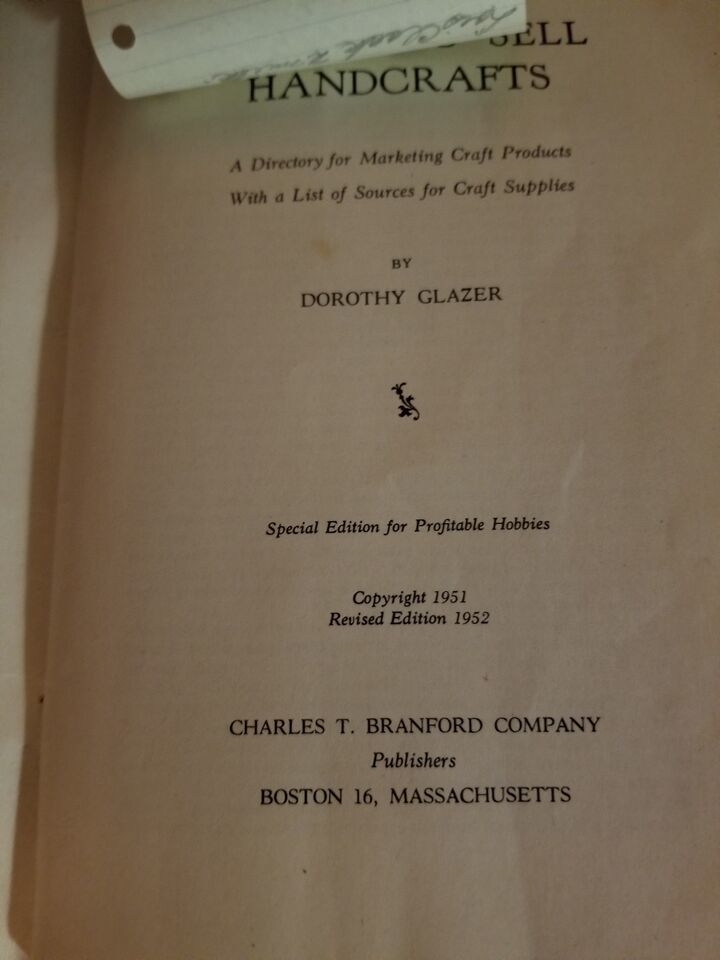 SELL
HANDCRAFTS
A Directory for Marketing Craft Products
With a List of Sources for Craft Supplies
BY
DOROTHY GLAZER
Special Edition for Profitable Hobbies
Copyright 1951
Revised Edition 1952
CHARLES T. BRANFORD COMPANY
Publishers
BOSTON 16, MASSACHUSETTS